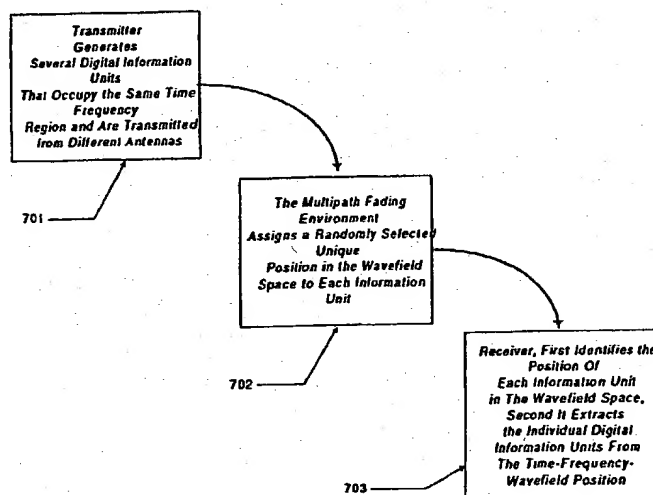 Transmitter
Generates
Several Digital Information
Units
That Occupy the Same Time
Frequency
Region and Are Transmitted
from Different Antennas
701
The Multipath Fading
Environment
Assigns a Randomly Selected
Unique
Position in the Wavefield
Space to Each Information
Unit
702
Receiver, First Identifies the
Position Of
Each Information Unit
in The Wavefield Space,
Second It Extracts
the Individual Digital
Information Units From
The Time-Frequency-
Wavefield Position
703